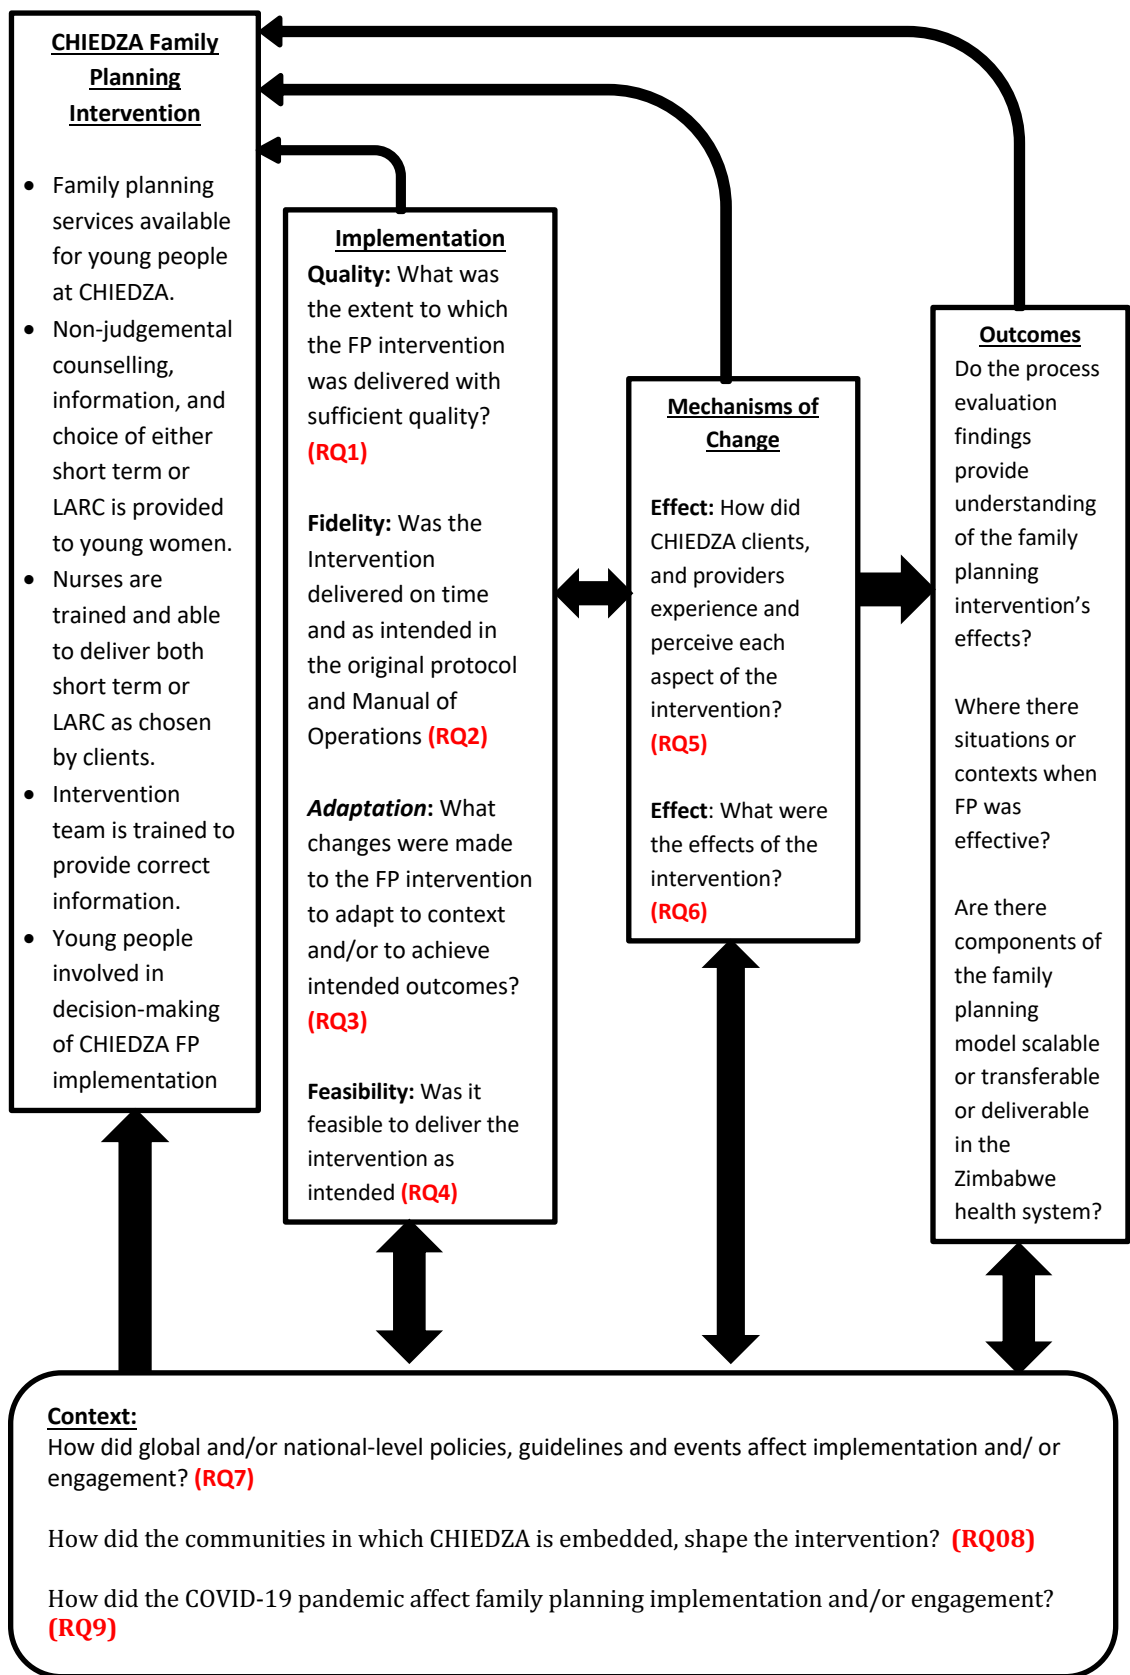 CHIEDZA Family
Planning
Intervention
• Family planning
services available
for young people
at CHIEDZA.
• Non-judgemental
counselling,
information, and
choice of either
short term or
LARC is provided
to young women.
• Nurses are
trained and able
to deliver both
short term or
LARC as chosen
by clients.
• Intervention
team is trained to
provide correct
information.
• Young people
involved in
decision-making
of CHIEDZA FP
implementation
Implementation
Quality: What was
the extent to which
the FP intervention
was delivered with
sufficient quality?
(RQ1)
Fidelity: Was the
Intervention
delivered on time
and as intended in
the original protocol
and Manual of
Operations (RQ2)
Adaptation: What
changes were made
to the FP intervention
to adapt to context
and/or to achieve
intended outcomes?
(RQ3)
Feasibility: Was it
feasible to deliver the
intervention as
intended (RQ4)
Mechanisms of
Change
Effect: How did
CHIEDZA clients,
and providers
experience and
perceive each
aspect of the
intervention?
(RQ5)
Effect: What were
the effects of the
intervention?
(RQ6)
Outcomes
Do the process
evaluation
findings
provide
understanding
of the family
planning
intervention’s
effects?
Where there
situations or
contexts when
FP was
effective?
Are there
components of
the family
planning
model scalable
or transferable
or deliverable
in the
Zimbabwe
health system?
Context:
How did global and/or national-level policies, guidelines and events affect implementation and/ or
engagement? (RQ7)
How did the communities in which CHIEDZA is embedded, shape the intervention? (RQ08)
How did the COVID-19 pandemic affect family planning implementation and/or engagement?
(RQ9)